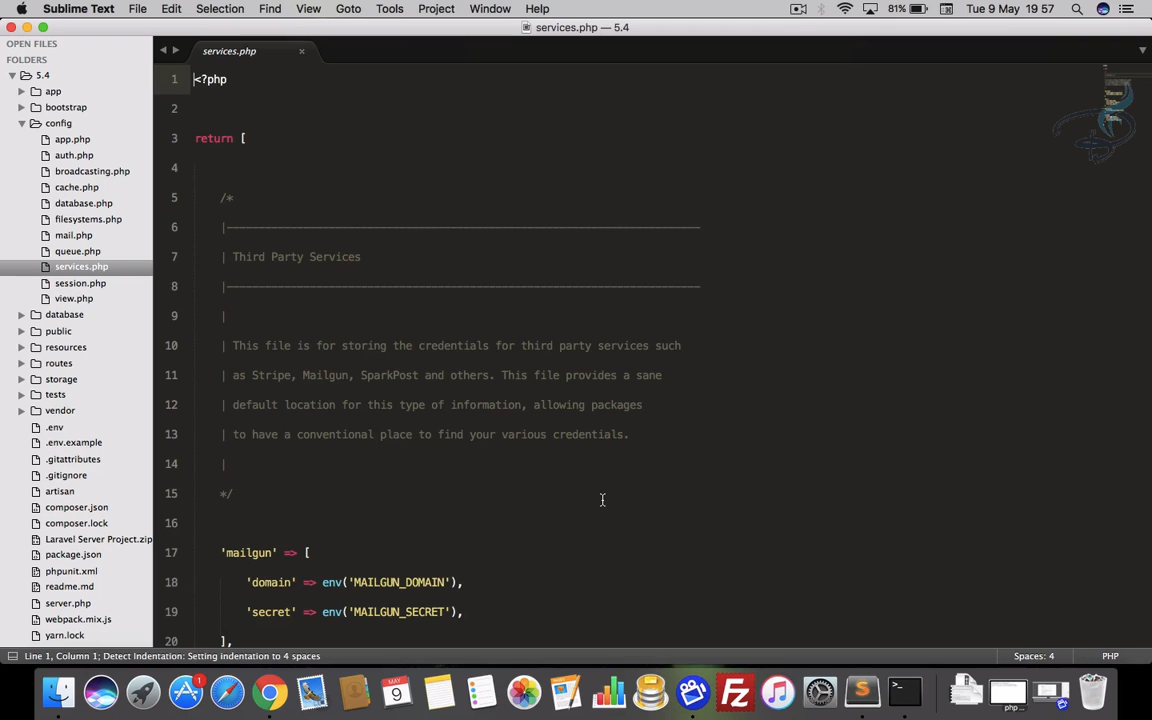 Sublime Text File Edit Selection Find View Goto Tools Project Window Help 81% Tue 9 May 19:57
services.php — 5.4
OPEN FILES
FOLDERS
5.4
app
bootstrap
config
app.php
auth.php
broadcasting.php
cache.php
database.php
filesystems.php
mail.php
queue.php
services.php
session.php
view.php
database
public
resources
routes
storage
tests
vendor
.env
.env.example
.gitattributes
.gitignore
artisan
composer.json
composer.lock
Laravel Server Project.zip
package.json
phpunit.xml
readme.md
server.php
webpack.mix.js
yarn.lock
services.php ×
1 <?php
2
3 return [
4
5 /*
6 |--------------------------------------------------------------------------
7 | Third Party Services
8 |--------------------------------------------------------------------------
9 |
10 | This file is for storing the credentials for third party services such
11 | as Stripe, Mailgun, SparkPost and others. This file provides a sane
12 | default location for this type of information, allowing packages
13 | to have a conventional place to find your various credentials.
14 |
15 */
16
17 'mailgun' => [
18 'domain' => env('MAILGUN_DOMAIN'),
19 'secret' => env('MAILGUN_SECRET'),
20 ],
Line 1, Column 1; Detect Indentation: Setting indentation to 4 spaces Spaces: 4 PHP
1
MAY
9
Fz
S
>_
php